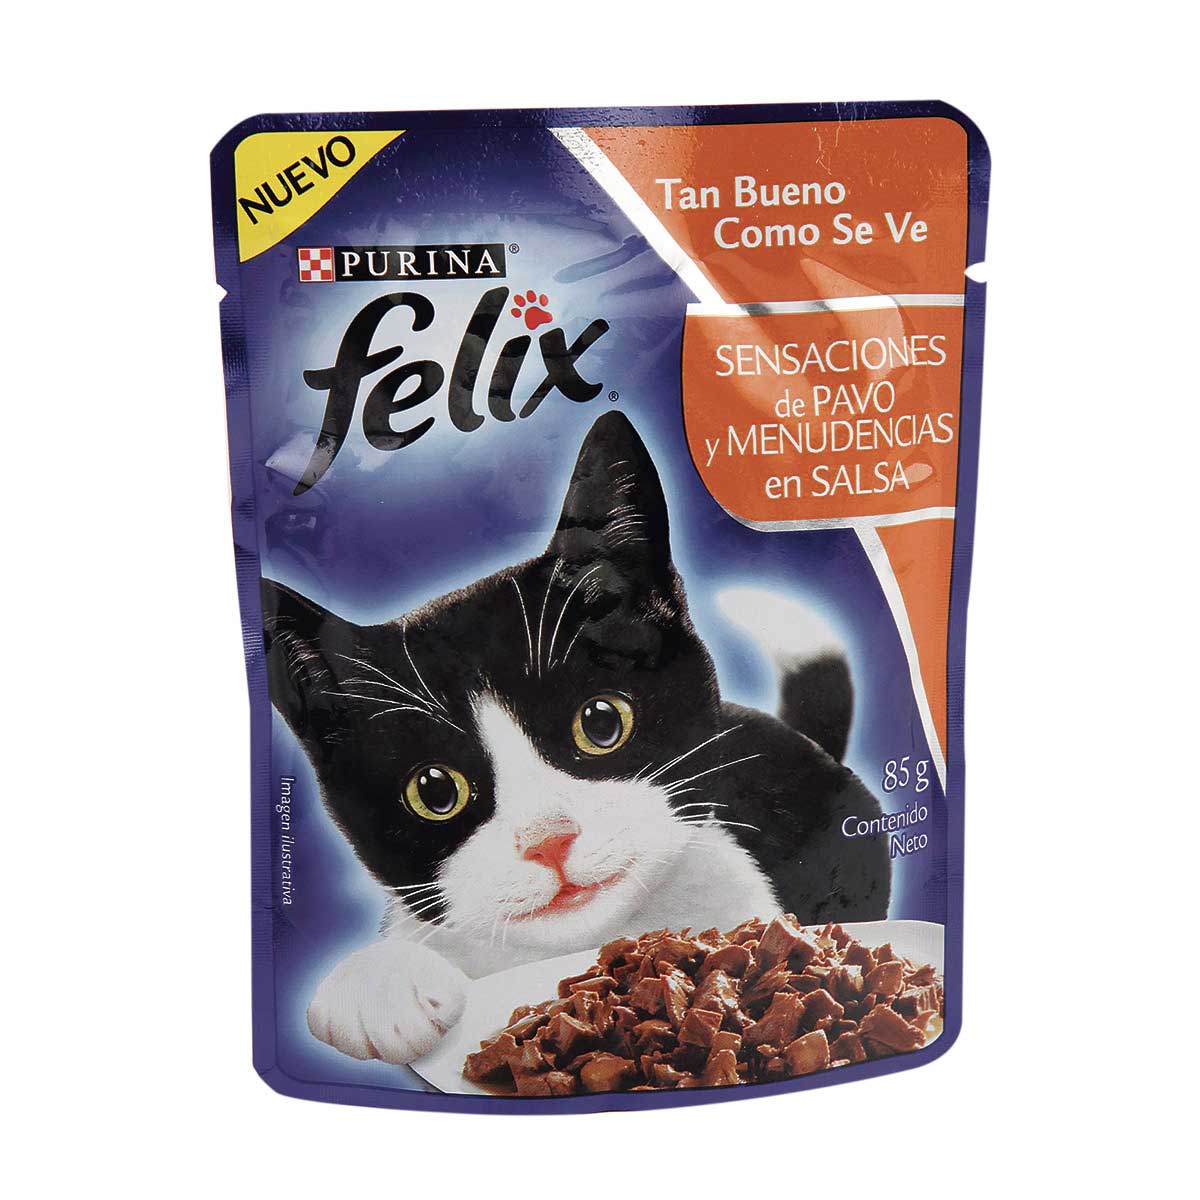 NUEVO
PURINA®
felix®
Tan Bueno
Como Se Ve
SENSACIONES
de PAVO
y MENUDENCIAS
en SALSA
85 g
Contenido
Neto
Imagen ilustrativa